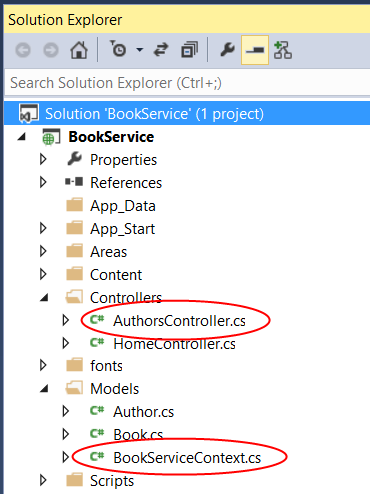 Solution Explorer
Search Solution Explorer (Ctrl+;)
Solution 'BookService' (1 project)
BookService
Properties
References
App_Data
App_Start
Areas
Content
Controllers
C# AuthorsController.cs
C# HomeController.cs
fonts
Models
C# Author.cs
C# Book.cs
C# BookServiceContext.cs
Scripts